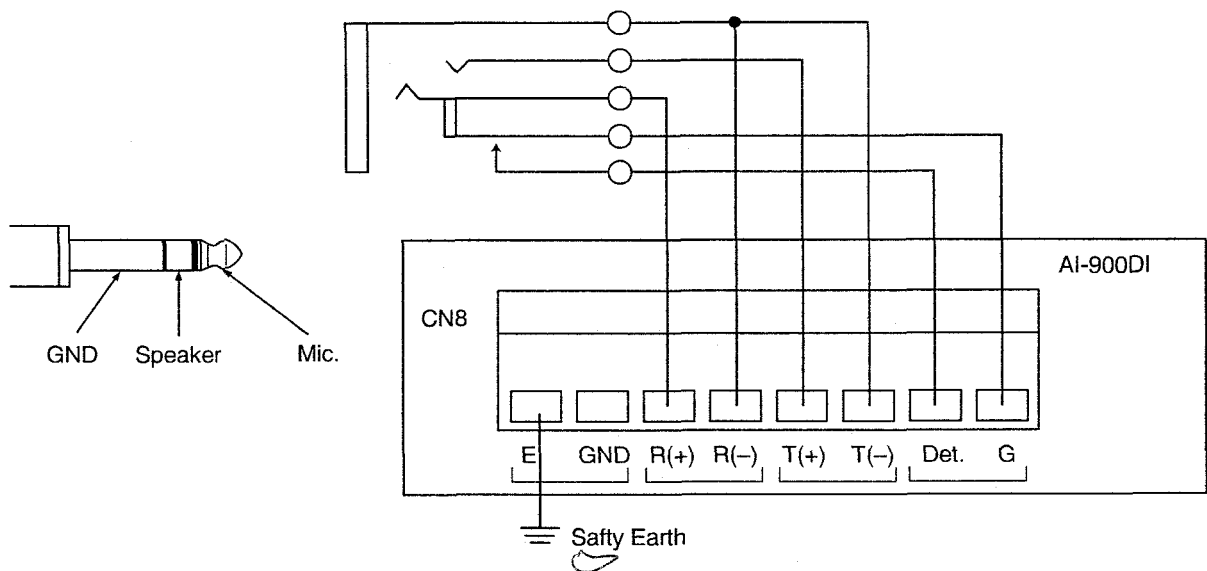 AI-900DI
CN8
GND Speaker Mic.
E GND R(+) R(−) T(+) T(−) Det. G
Safty Earth